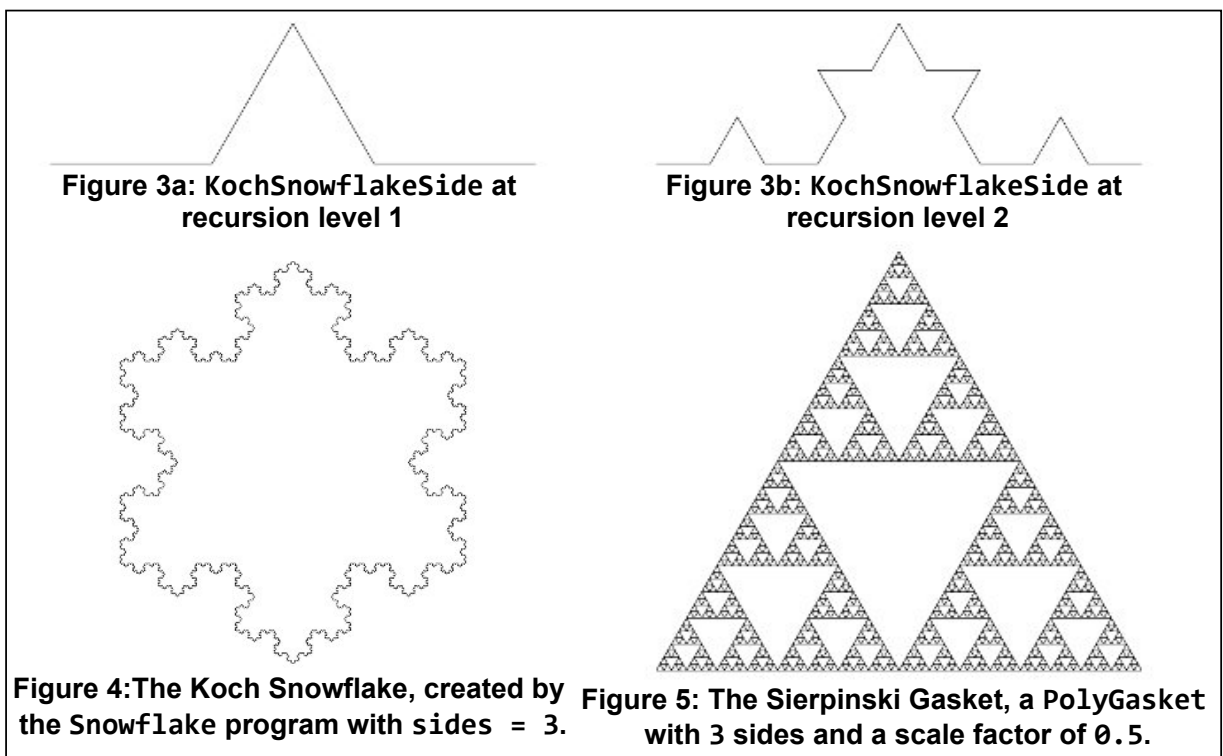 Figure 3a: KochSnowflakeSide at
recursion level 1
Figure 3b: KochSnowflakeSide at
recursion level 2
Figure 4:The Koch Snowflake, created by
the Snowflake program with sides = 3.
Figure 5: The Sierpinski Gasket, a PolyGasket
with 3 sides and a scale factor of 0.5.